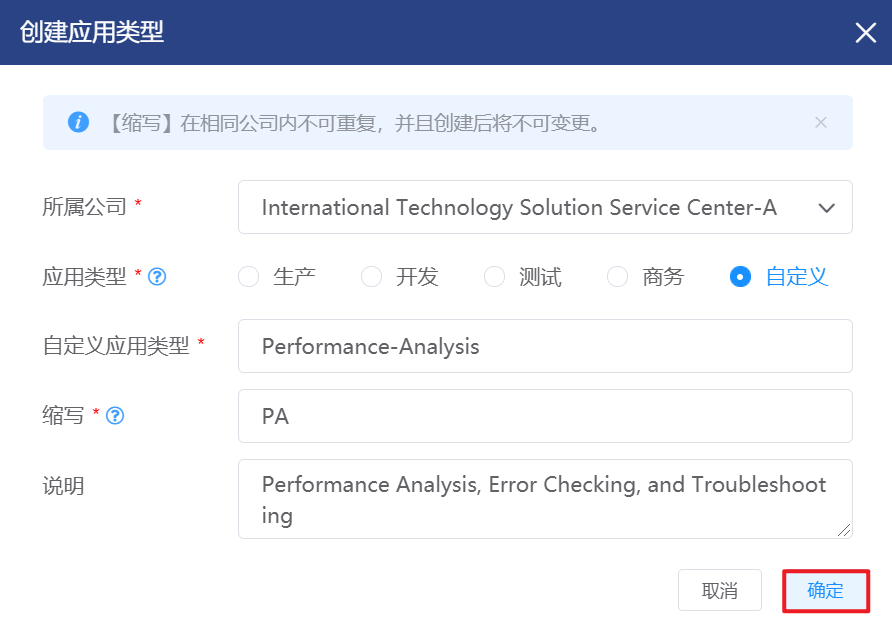 创建应用类型
【缩写】在相同公司内不可重复，并且创建后将不可变更。
所属公司 * International Technology Solution Service Center-A
应用类型 * 生产 开发 测试 商务 自定义
自定义应用类型 * Performance-Analysis
缩写 * PA
说明 Performance Analysis, Error Checking, and Troubleshoot
ing
取消 确定